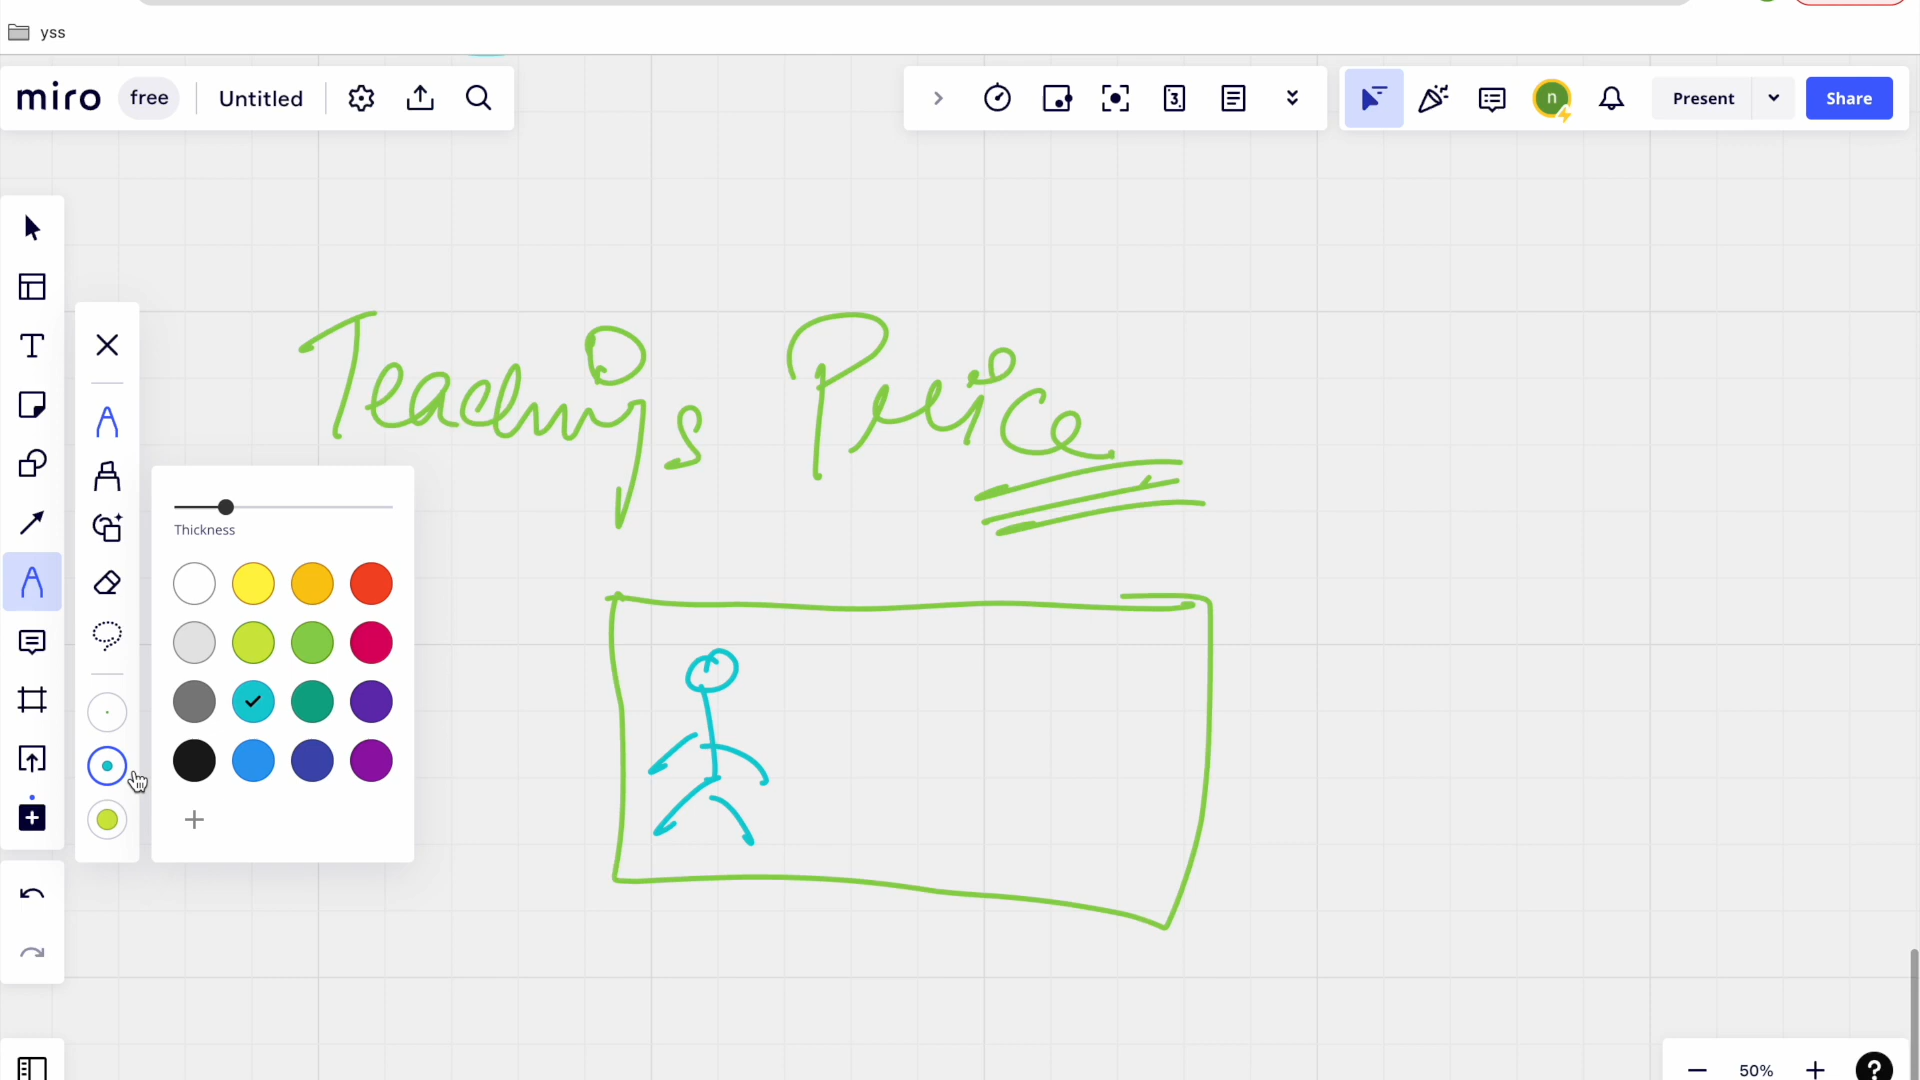 yss
miro free Untitled Present Share
Teachings Price
Thickness
50%